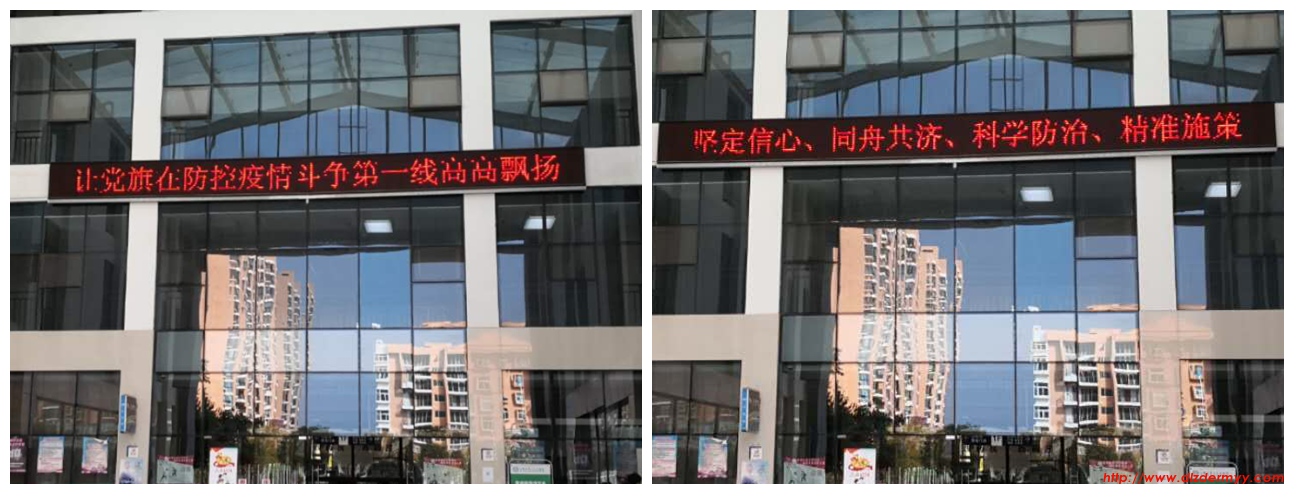 让党旗在防控疫情斗争第一线高高飘扬
坚定信心、同舟共济、科学防治、精准施策
http://www.dlzdermyy.com